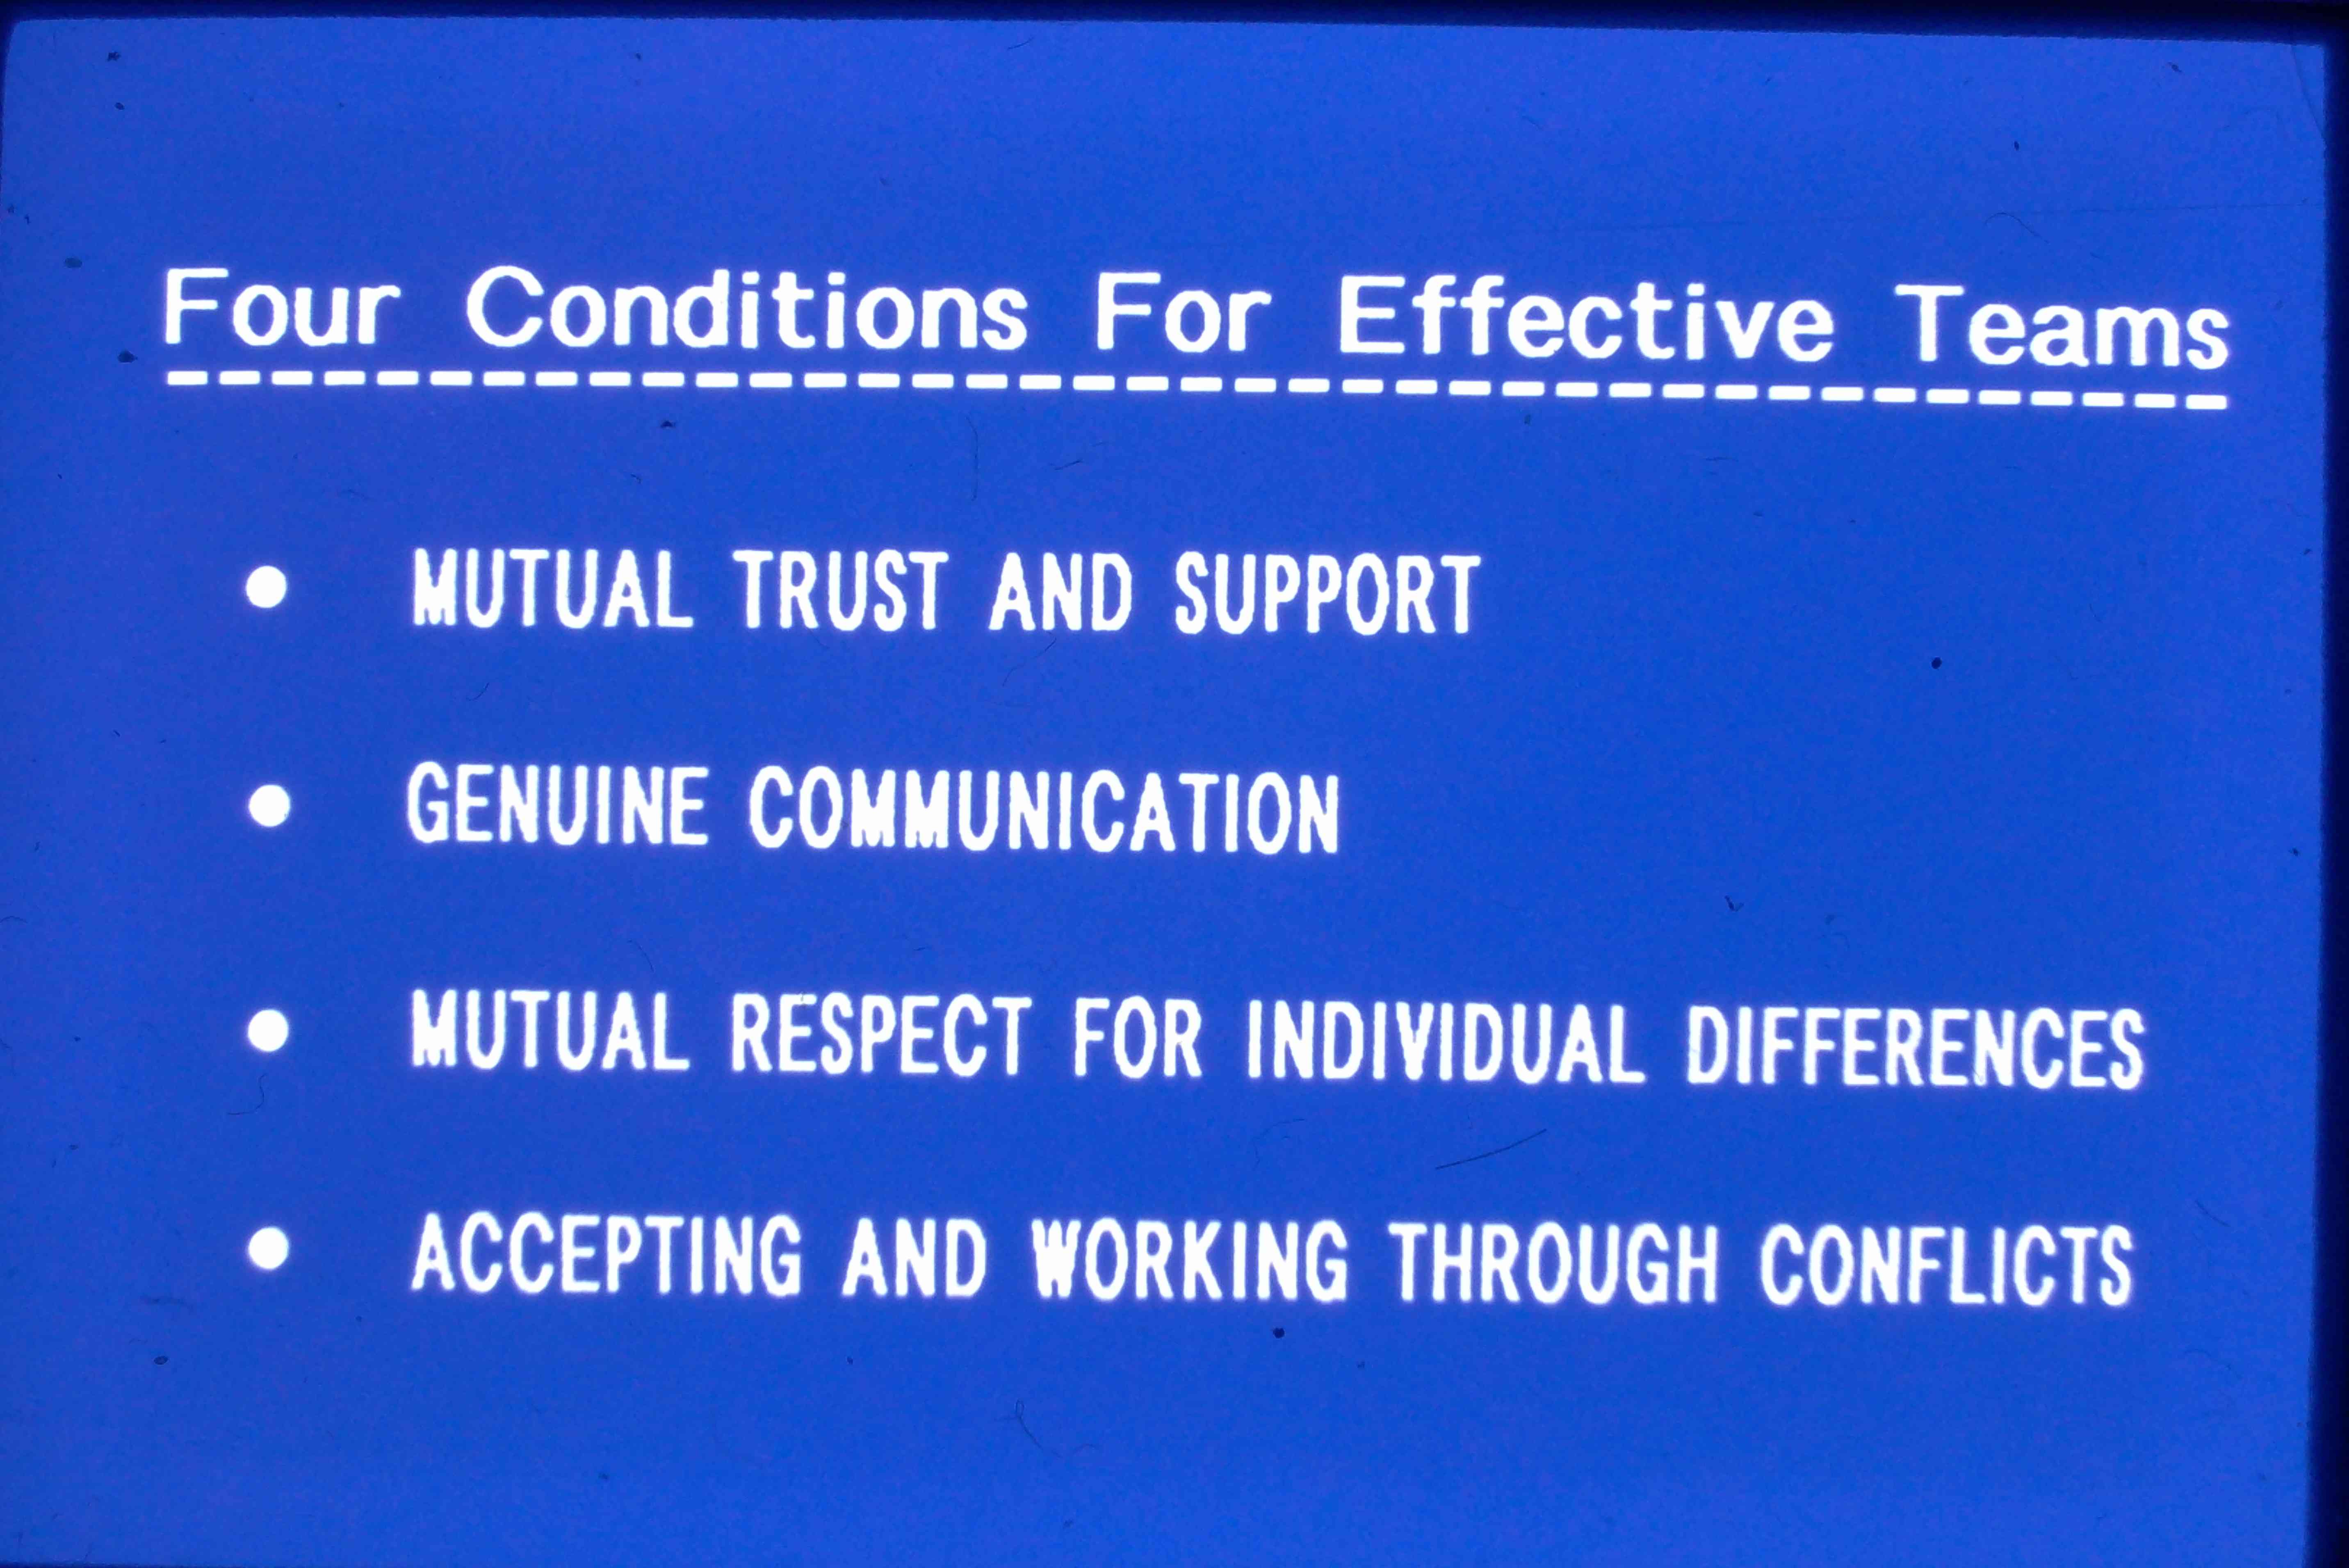 Four Conditions For Effective Teams
• MUTUAL TRUST AND SUPPORT
• GENUINE COMMUNICATION
• MUTUAL RESPECT FOR INDIVIDUAL DIFFERENCES
• ACCEPTING AND WORKING THROUGH CONFLICTS